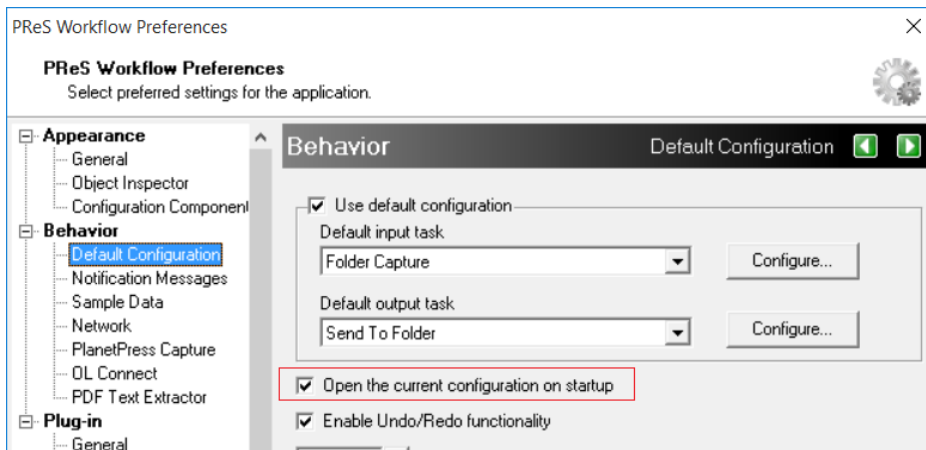 PReS Workflow Preferences
PReS Workflow Preferences
Select preferred settings for the application.
Appearance
General
Object Inspector
Configuration Component
Behavior
Default Configuration
Notification Messages
Sample Data
Network
PlanetPress Capture
OL Connect
PDF Text Extractor
Plug-in
General
Behavior Default Configuration
Use default configuration
Default input task
Folder Capture Configure...
Default output task
Send To Folder Configure...
Open the current configuration on startup
Enable Undo/Redo functionality